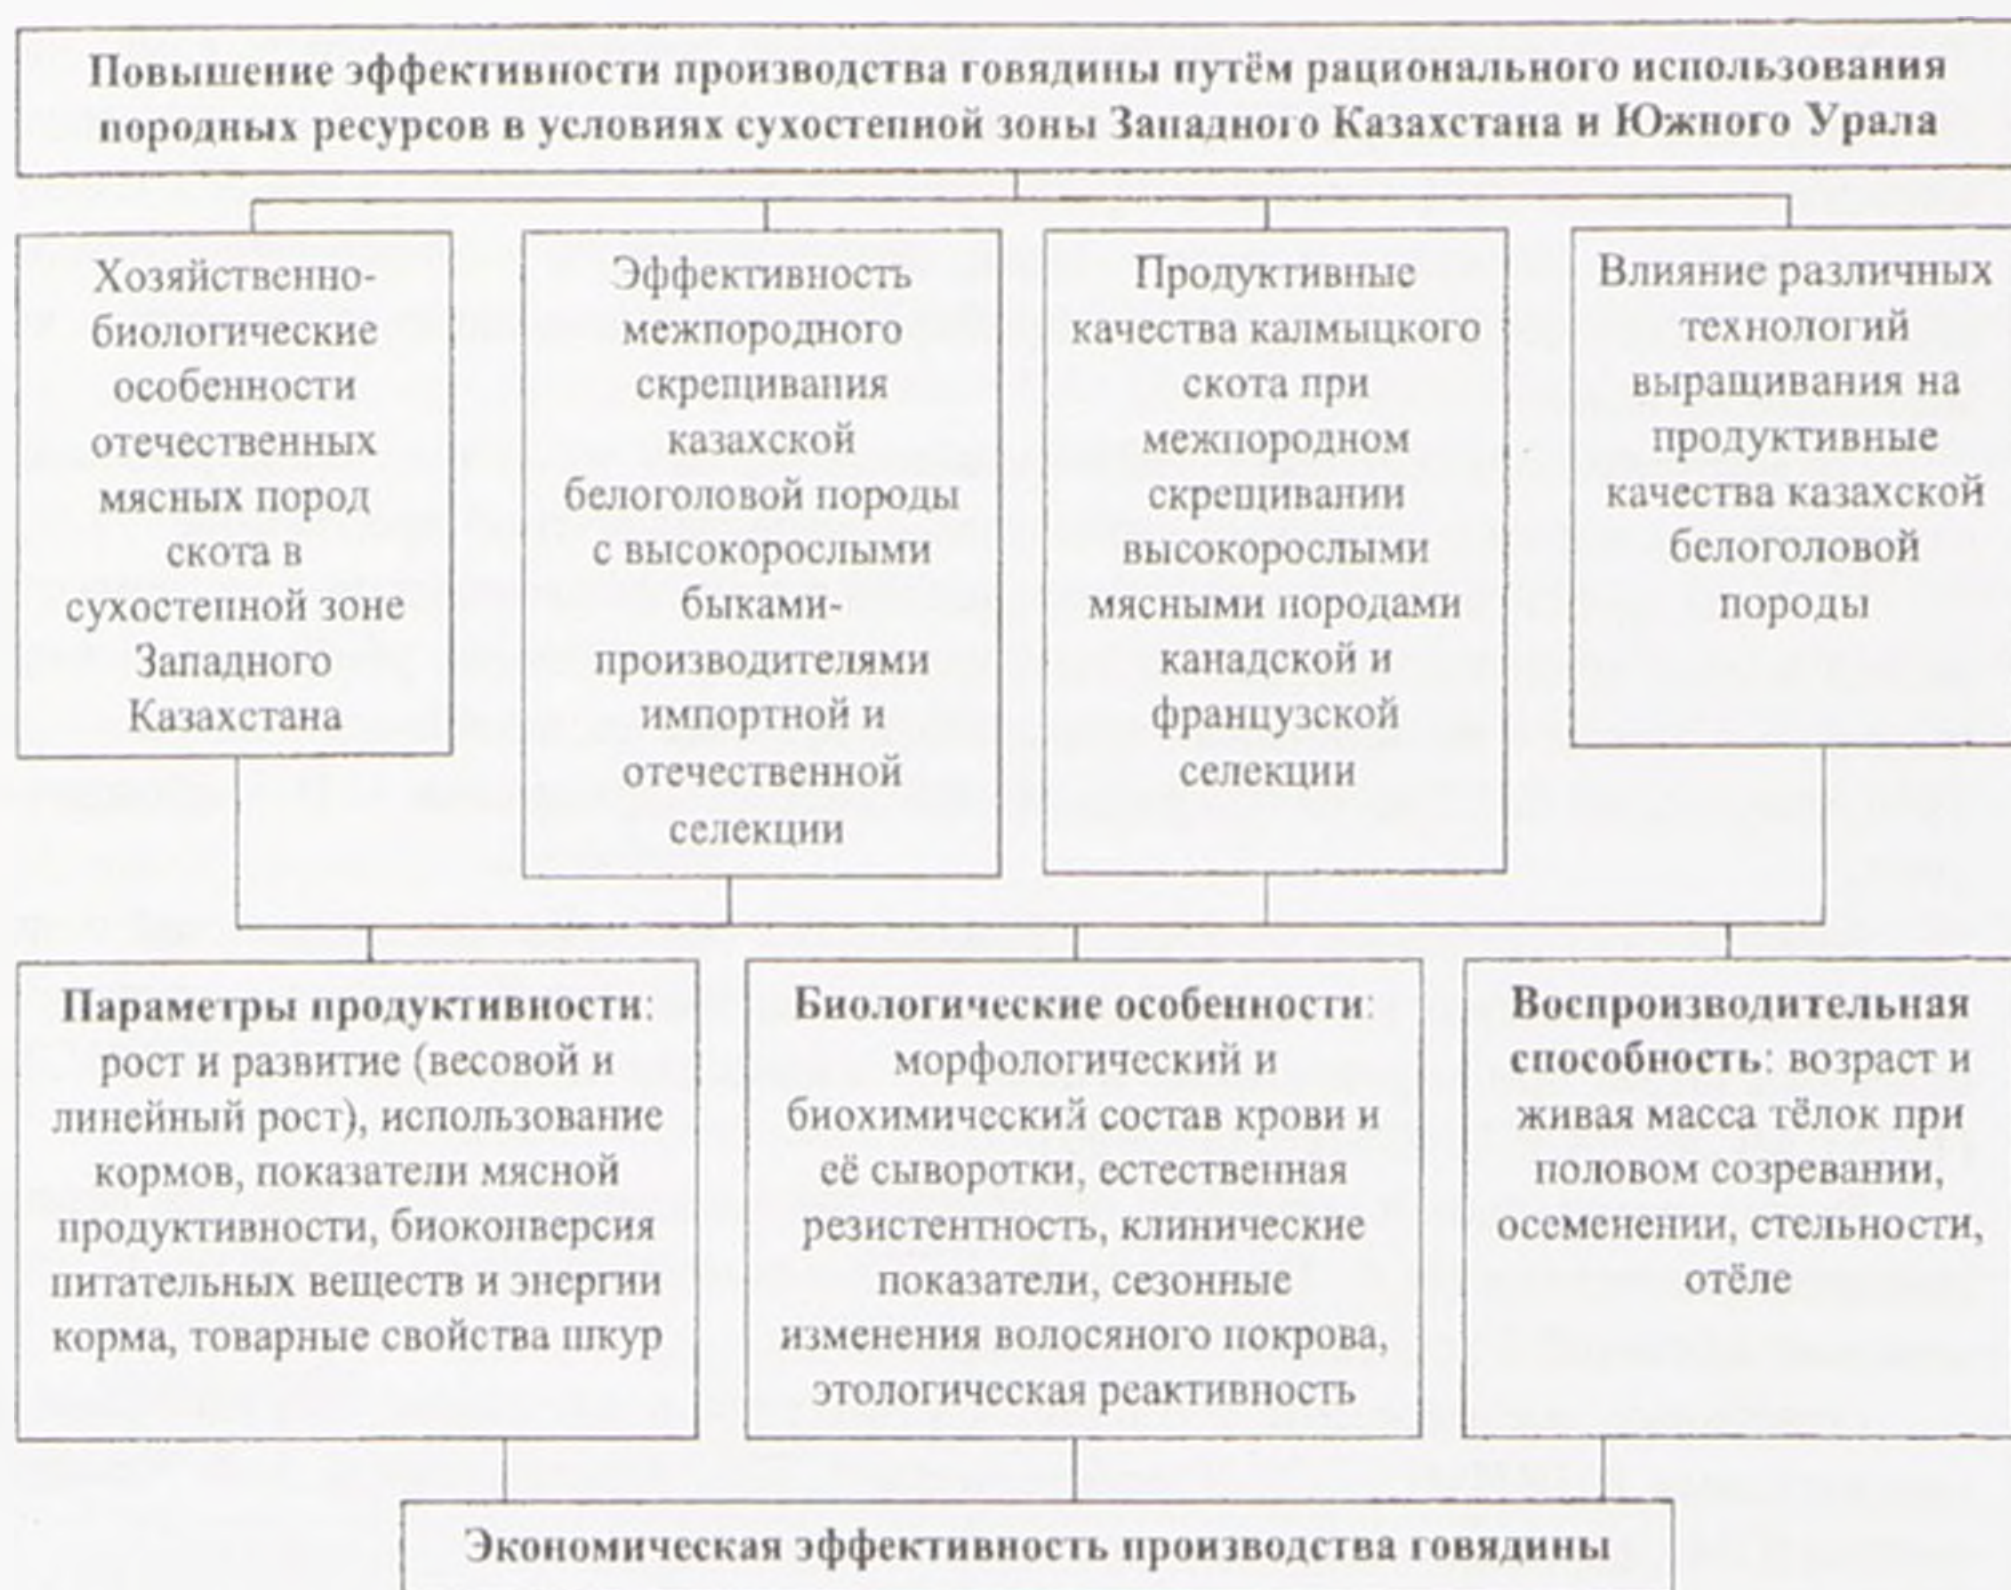 Повышение эффективности производства говядины путём рационального использования
породных ресурсов в условиях сухостепной зоны Западного Казахстана и Южного Урала
Хозяйственно-
биологические
особенности
отечественных
мясных пород
скота в
сухостепной зоне
Западного
Казахстана
Эффективность
межпородного
скрещивания
казахской
белоголовой породы
с высокорослыми
быками-
производителями
импортной и
отечественной
селекции
Продуктивные
качества калмыцкого
скота при
межпородном
скрещивании
высокорослыми
мясными породами
канадской и
французской
селекции
Влияние различных
технологий
выращивания на
продуктивные
качества казахской
белоголовой
породы
Параметры продуктивности:
рост и развитие (весовой и
линейный рост), использование
кормов, показатели мясной
продуктивности, биоконверсия
питательных веществ и энергии
корма, товарные свойства шкур
Биологические особенности:
морфологический и
биохимический состав крови и
её сыворотки, естественная
резистентность, клинические
показатели, сезонные
изменения волосяного покрова,
этологическая реактивность
Воспроизводительная
способность: возраст и
живая масса тёлок при
половом созревании,
осеменении, стельности,
отёле
Экономическая эффективность производства говядины